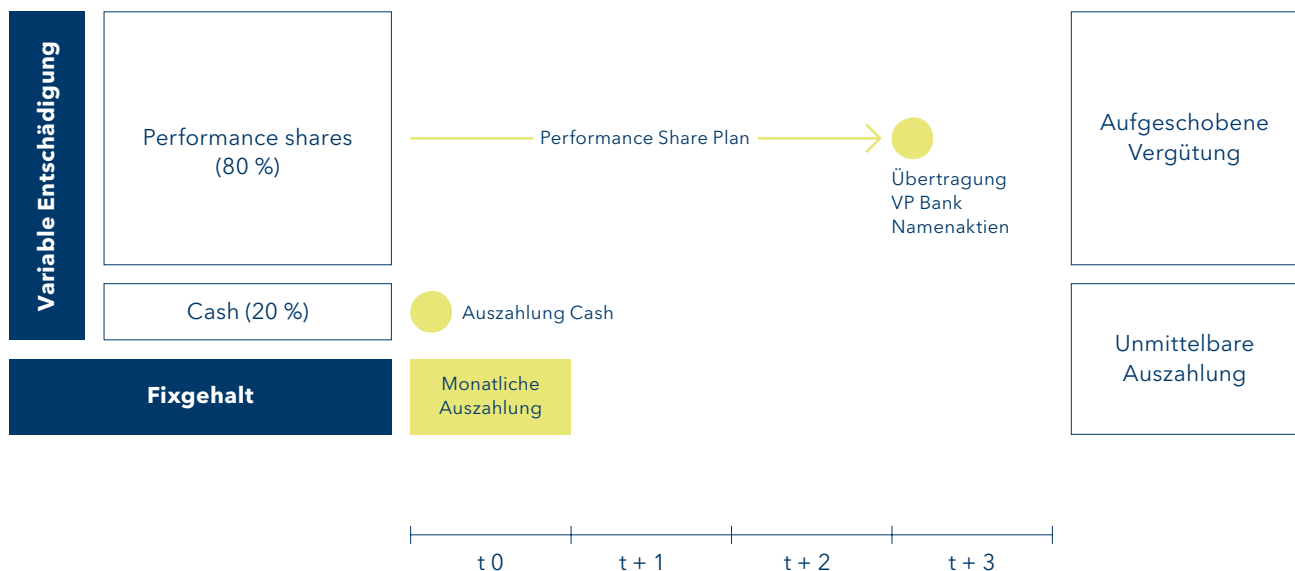 Variable Entschädigung
Performance shares
(80 %)
Performance Share Plan
Übertragung
VP Bank
Namenaktien
Aufgeschobene
Vergütung
Cash (20 %)
Auszahlung Cash
Unmittelbare
Auszahlung
Fixgehalt
Monatliche
Auszahlung
t 0
t + 1
t + 2
t + 3